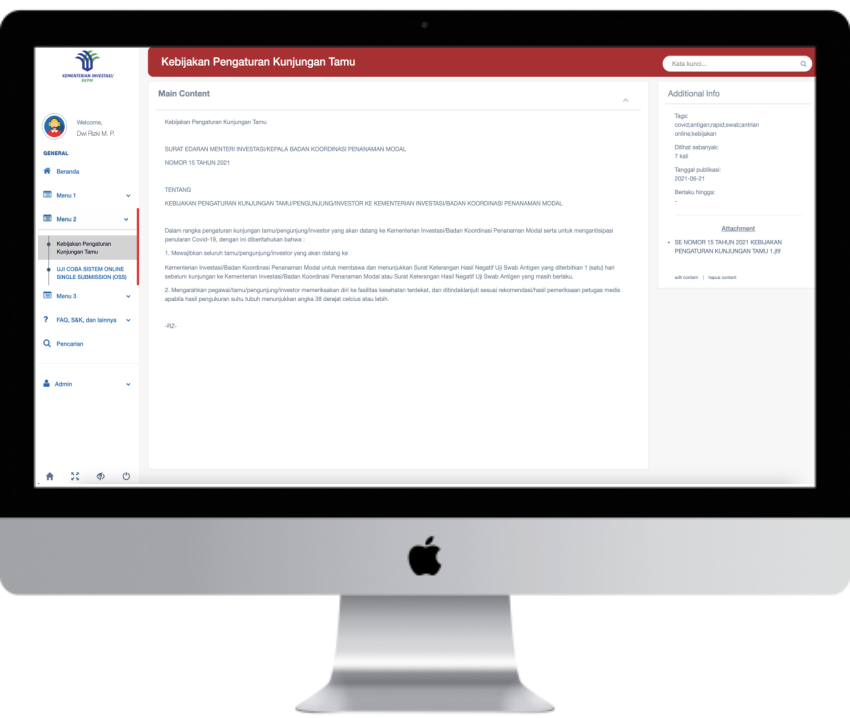 KEMENTERIAN INVESTASI/
BKPM
Kebijakan Pengaturan Kunjungan Tamu
Kata kunci...
Welcome,
Dwi Rizki M. P.
GENERAL
Beranda
Menu 1
Menu 2
Kebijakan Pengaturan
Kunjungan Tamu
UJI COBA SISTEM ONLINE
SINGLE SUBMISSION (OSS)
Menu 3
FAQ, S&K, dan lainnya
Pencarian
Admin
Main Content
Kebijakan Pengaturan Kunjungan Tamu
SURAT EDARAN MENTERI INVESTASI/KEPALA BADAN KOORDINASI PENANAMAN MODAL
NOMOR 15 TAHUN 2021
TENTANG
KEBIJAKAN PENGATURAN KUNJUNGAN TAMU/PENGUNJUNG/INVESTOR KE KEMENTERIAN INVESTASI/BADAN KOORDINASI PENANAMAN MODAL
Dalam rangka pengaturan kunjungan tamu/pengunjung/investor yang akan datang ke Kementerian Investasi/Badan Koordinasi Penanaman Modal serta untuk mengantisipasi
penularan Covid-19, dengan ini diberitahukan bahwa :
1. Mewajibkan seluruh tamu/pengunjung/investor yang akan datang ke
Kementerian Investasi/Badan Koordinasi Penanaman Modal untuk membawa dan menunjukkan Surat Keterangan Hasil Negatif Uji Swab Antigen yang diterbitkan 1 (satu) hari
sebelum kunjungan ke Kementerian Investasi/Badan Koordinasi Penanaman Modal atau Surat Keterangan Hasil Negatif Uji Swab Antigen yang masih berlaku.
2. Mengarahkan pegawai/tamu/pengunjung/investor memeriksakan diri ke fasilitas kesehatan terdekat, dan ditindaklanjuti sesuai rekomendasi/hasil pemeriksaan petugas medis
apabila hasil pengukuran suhu tubuh menunjukkan angka 38 derajat celcius atau lebih.
-RZ-
Additional Info
Tags:
covid;antigen;rapid;swab;antrian
online;kebijakan
Dilihat sebanyak:
7 kali
Tanggal publikasi:
2021-06-21
Berlaku hingga:
-
Attachment
SE NOMOR 15 TAHUN 2021 KEBIJAKAN
PENGATURAN KUNJUNGAN TAMU 1.jfif
edit content | hapus content